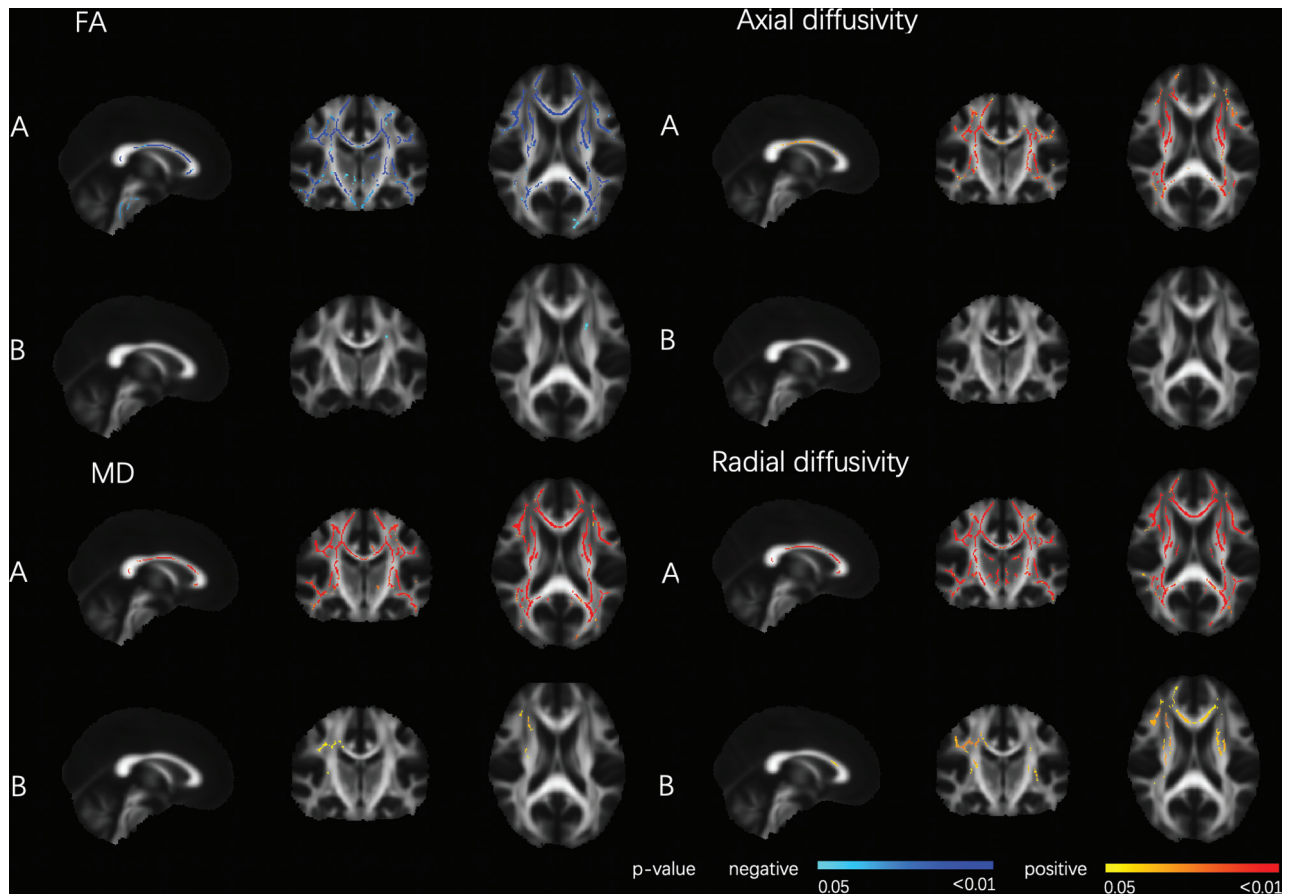 FA
Axial diffusivity
A
A
B
B
MD
Radial diffusivity
A
A
B
B
p-value negative positive
0.05 <0.01 0.05 <0.01